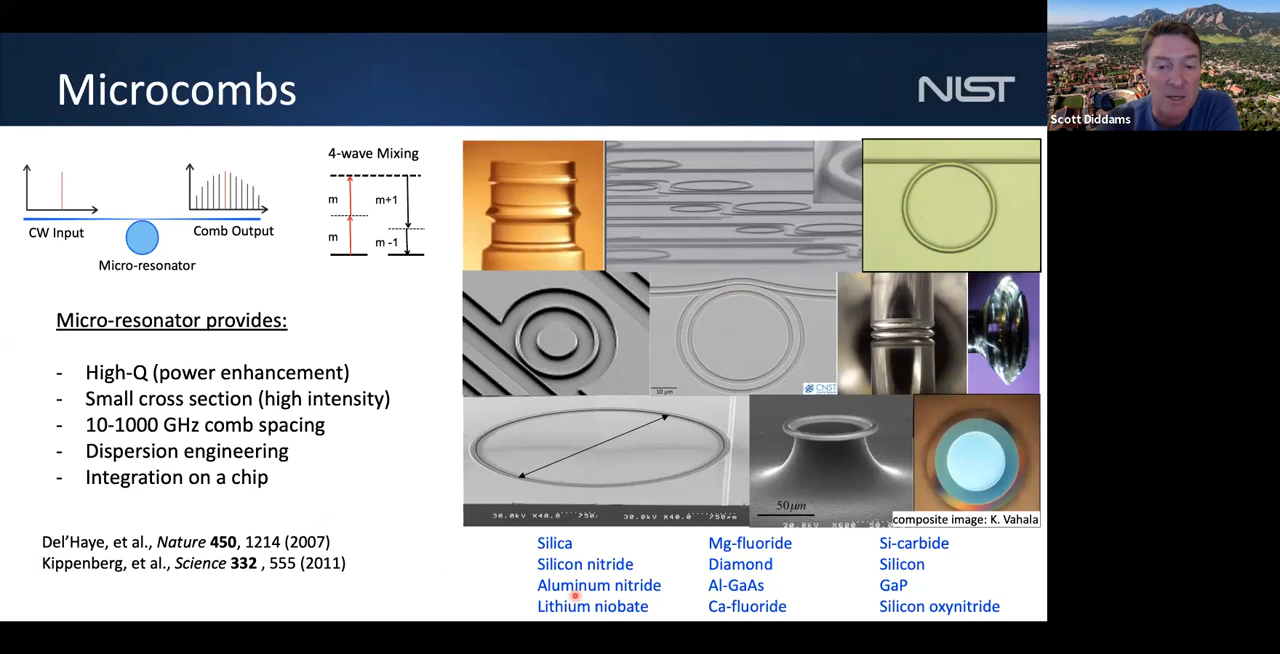 Microcombs
NIST
Scott Diddams
4-wave Mixing
m
m+1
m
m -1
CW Input
Comb Output
Micro-resonator
Micro-resonator provides:
- High-Q (power enhancement)
- Small cross section (high intensity)
- 10-1000 GHz comb spacing
- Dispersion engineering
- Integration on a chip
Del'Haye, et al., Nature 450, 1214 (2007)
Kippenberg, et al., Science 332 , 555 (2011)
10 µm
CNST
50µm
composite image: K. Vahala
Silica
Silicon nitride
Aluminum nitride
Lithium niobate
Mg-fluoride
Diamond
Al-GaAs
Ca-fluoride
Si-carbide
Silicon
GaP
Silicon oxynitride